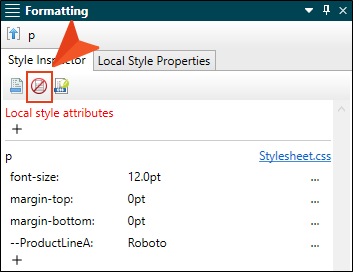 Formatting
p
Style Inspector Local Style Properties
Local style attributes
+
p Stylesheet.css
font-size: 12.0pt ...
margin-top: 0pt ...
margin-bottom: 0pt ...
--ProductLineA: Roboto ...
+